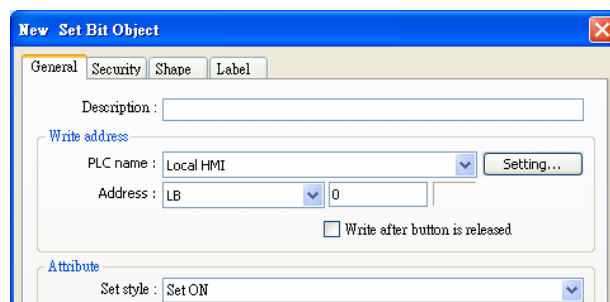 New Set Bit Object
General Security Shape Label
Description :
Write address
PLC name : Local HMI Setting...
Address : LB 0
Write after button is released
Attribute
Set style : Set ON